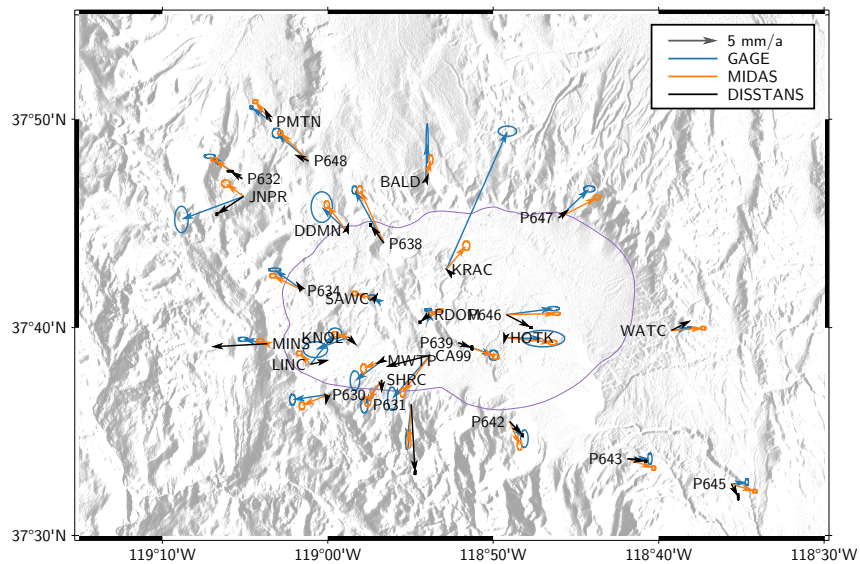 5 mm/a
GAGE
MIDAS
DISSTANS
37°50'N
PMTN
P648
P632
JNPR
BALD
P647
DDMN
P638
KRAC
P634
SAWC
RDOM
P646
37°40'N
WATC
KNOL
MINS
P639
HOTK
LINC
MWTP
CA99
SHRC
P630
P631
P642
P643
P645
37°30'N
119°10'W
119°00'W
118°50'W
118°40'W
118°30'W